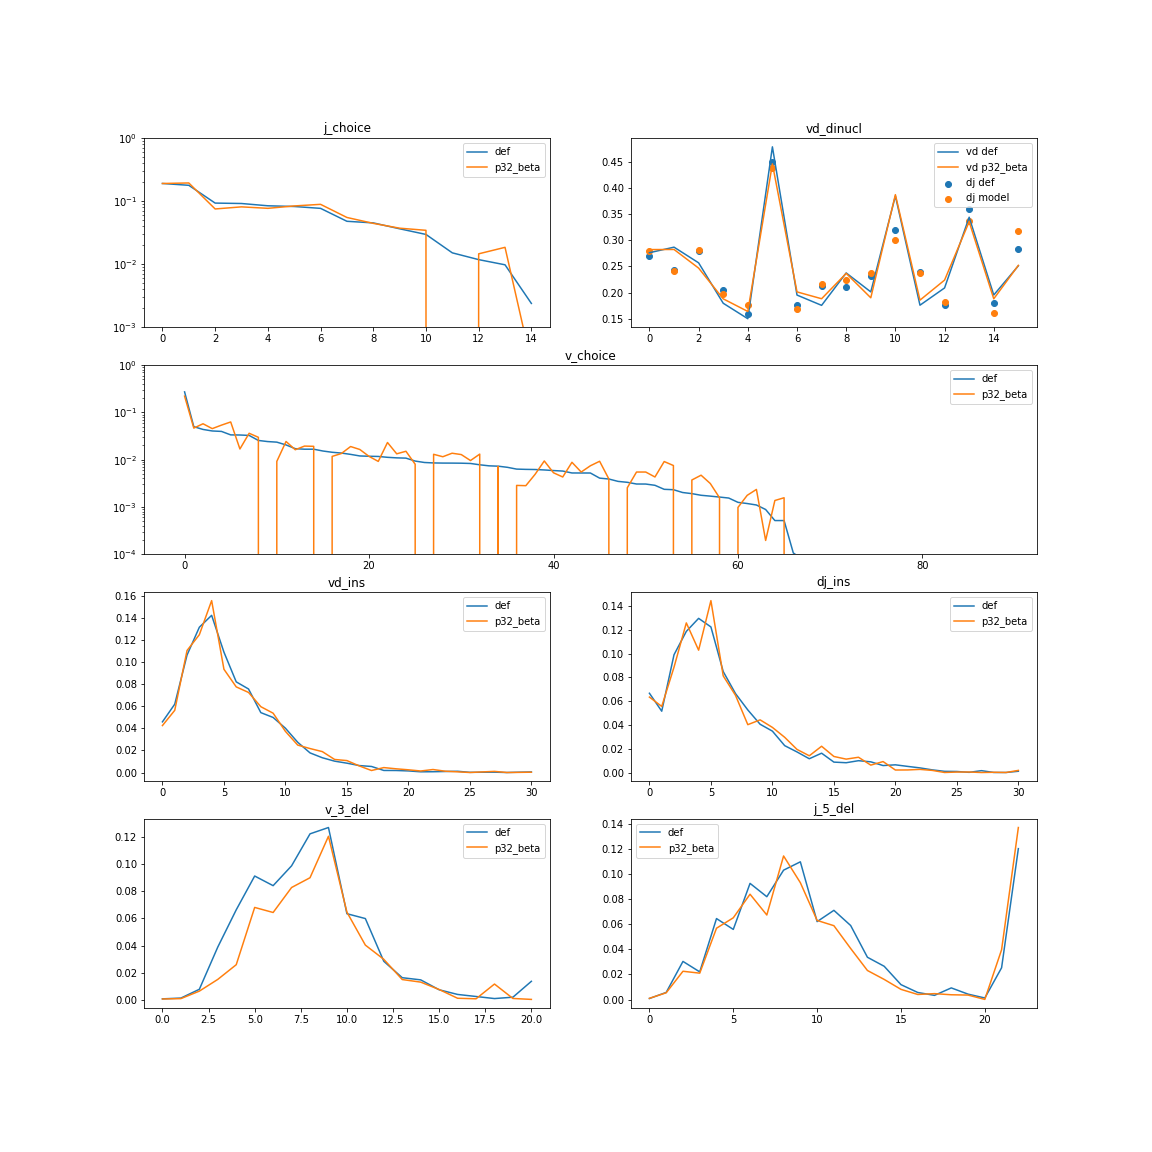 j_choice
10^0
10^−1
10^−2
10^−3
0 2 4 6 8 10 12 14
def
p32_beta
vd_dinucl
0.45
0.40
0.35
0.30
0.25
0.20
0.15
0 2 4 6 8 10 12 14
vd def
vd p32_beta
dj def
dj model
v_choice
10^0
10^−1
10^−2
10^−3
10^−4
0 20 40 60 80
def
p32_beta
vd_ins
0.16
0.14
0.12
0.10
0.08
0.06
0.04
0.02
0.00
0 5 10 15 20 25 30
def
p32_beta
dj_ins
0.14
0.12
0.10
0.08
0.06
0.04
0.02
0.00
0 5 10 15 20 25 30
def
p32_beta
v_3_del
0.12
0.10
0.08
0.06
0.04
0.02
0.00
0.0 2.5 5.0 7.5 10.0 12.5 15.0 17.5 20.0
def
p32_beta
j_5_del
0.14
0.12
0.10
0.08
0.06
0.04
0.02
0.00
0 5 10 15 20
def
p32_beta